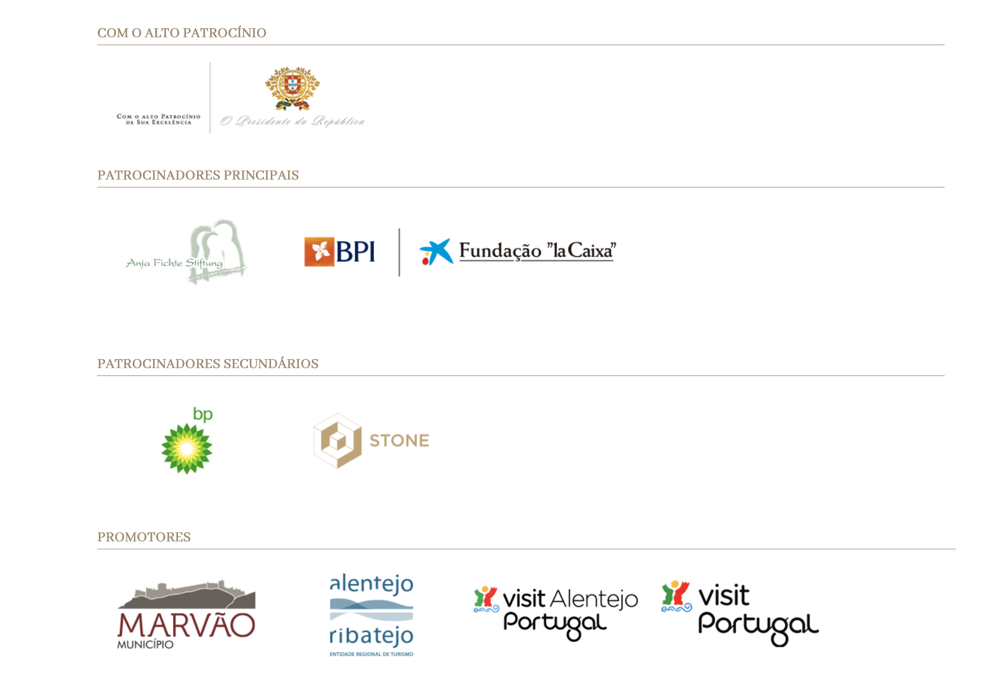 COM O ALTO PATROCÍNIO
COM O ALTO PATROCÍNIO
DE SUA EXCELÊNCIA
O Presidente da República
PATROCINADORES PRINCIPAIS
Anja Fichte Stiftung
BPI
Fundação "la Caixa"
PATROCINADORES SECUNDÁRIOS
bp
STONE
PROMOTORES
MARVÃO
MUNICÍPIO
alentejo
ribatejo
ENTIDADE REGIONAL DE TURISMO
visit Alentejo
Portugal
visit
Portugal